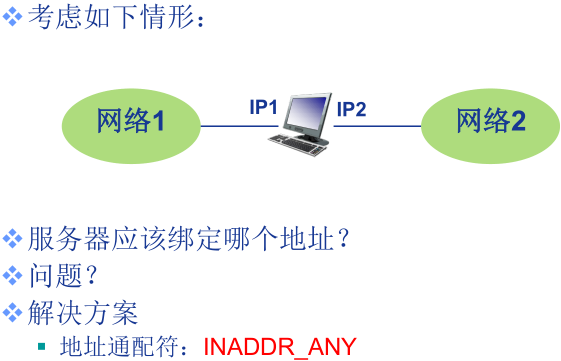 考虑如下情形：
网络1 IP1 IP2 网络2
服务器应该绑定哪个地址？
问题？
解决方案
地址通配符：INADDR_ANY